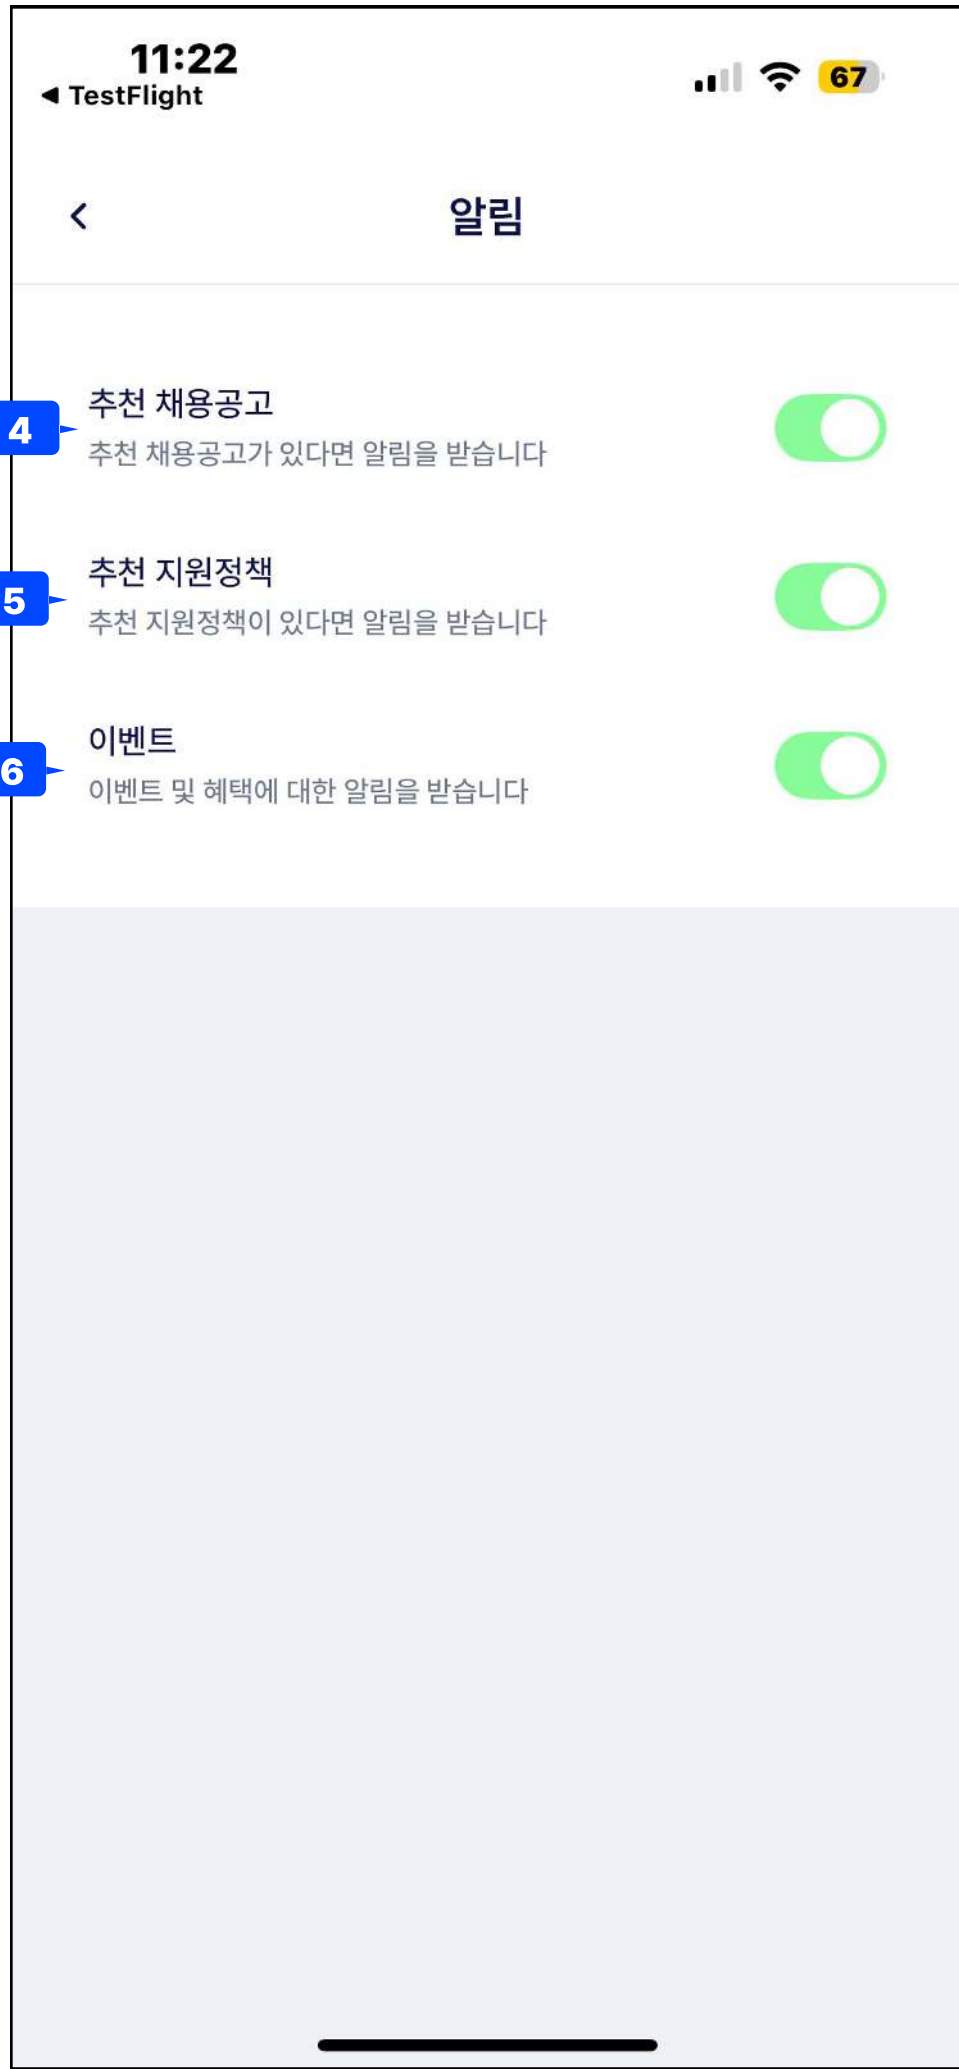 11:22
◀ TestFlight
67
알림
4
추천 채용공고
추천 채용공고가 있다면 알림을 받습니다
5
추천 지원정책
추천 지원정책이 있다면 알림을 받습니다
6
이벤트
이벤트 및 혜택에 대한 알림을 받습니다